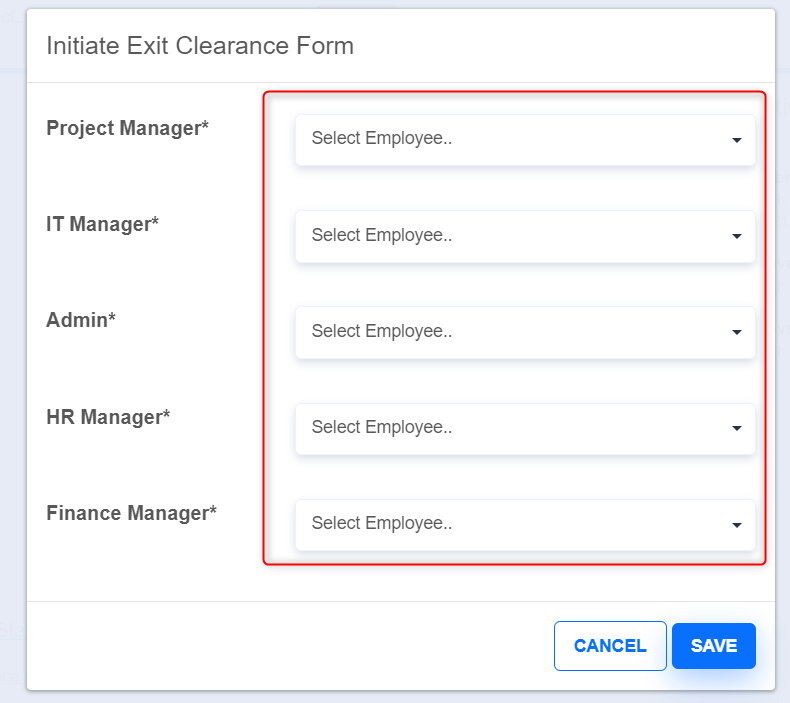 Initiate Exit Clearance Form
Project Manager*
Select Employee..
IT Manager*
Select Employee..
Admin*
Select Employee..
HR Manager*
Select Employee..
Finance Manager*
Select Employee..
CANCEL SAVE